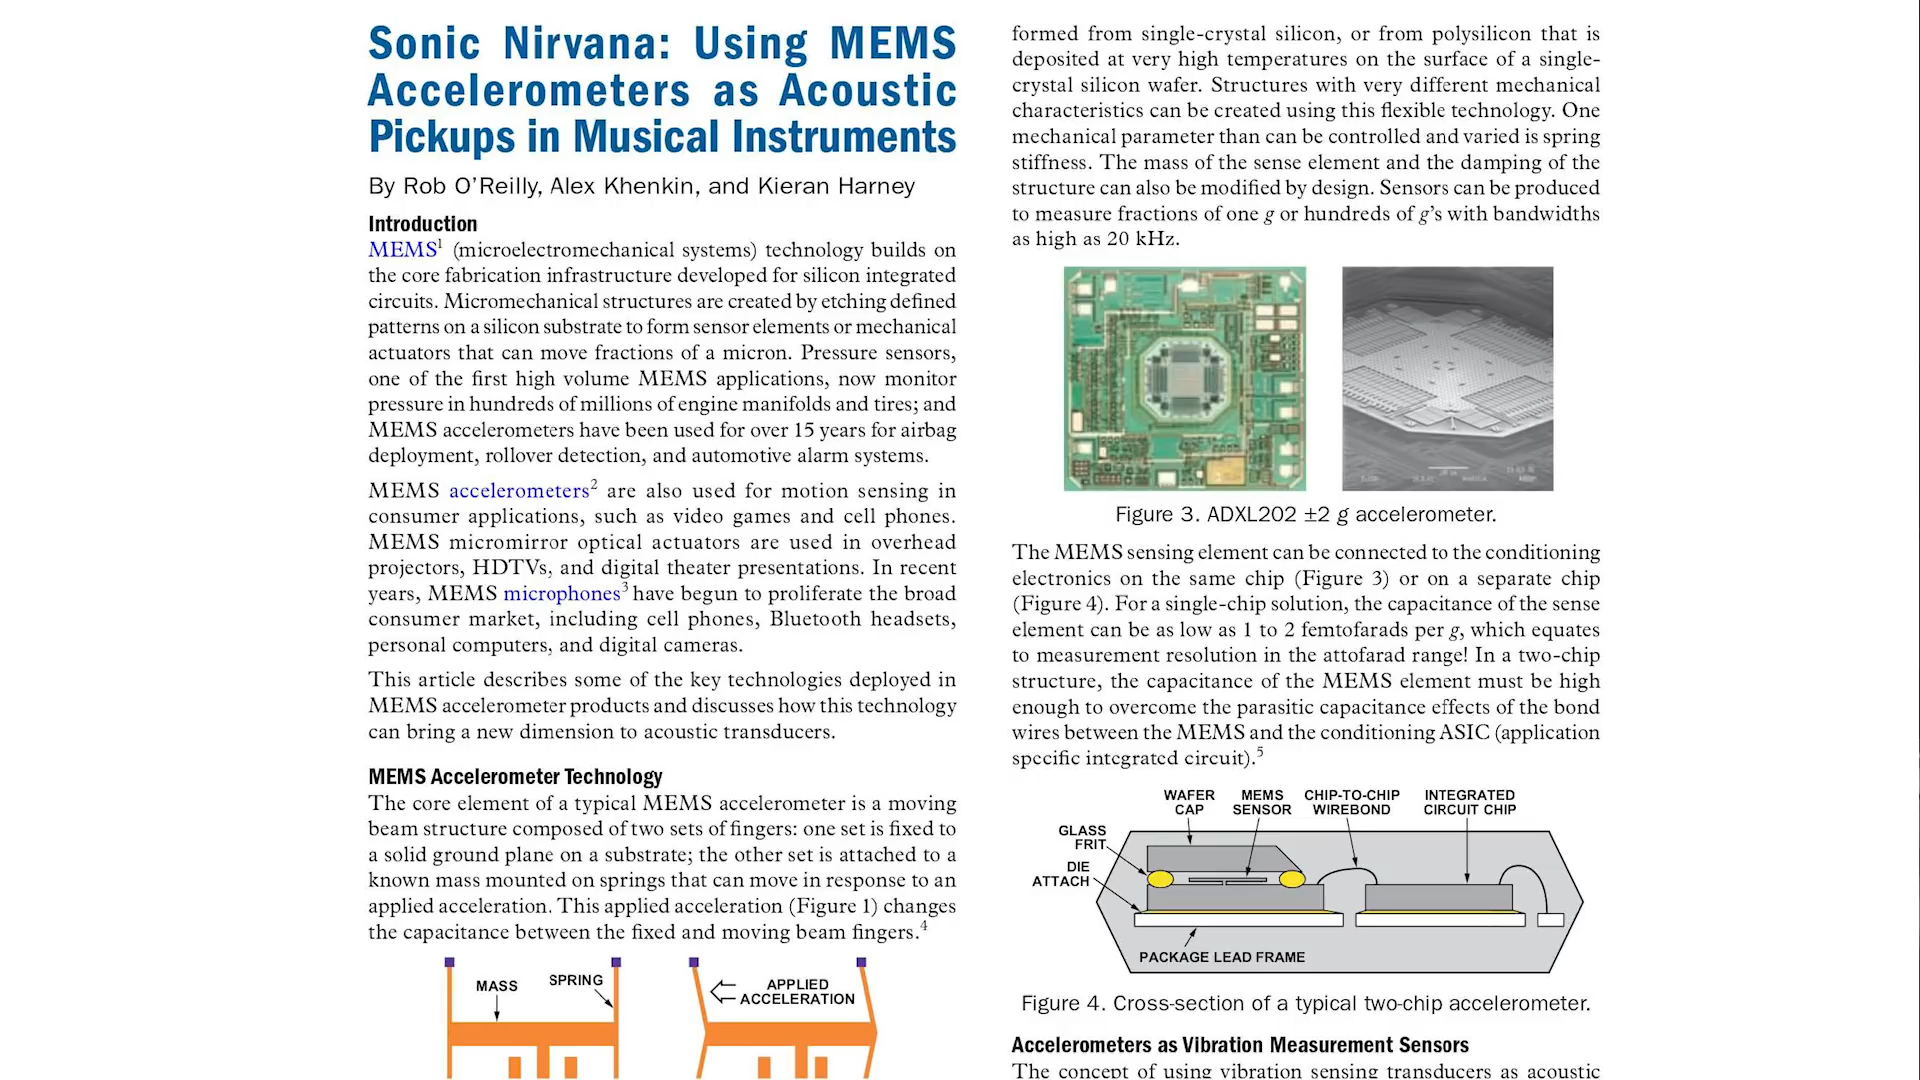 Sonic Nirvana: Using MEMS
Accelerometers as Acoustic
Pickups in Musical Instruments
By Rob O’Reilly, Alex Khenkin, and Kieran Harney
Introduction
MEMS1 (microelectromechanical systems) technology builds on
the core fabrication infrastructure developed for silicon integrated
circuits. Micromechanical structures are created by etching defined
patterns on a silicon substrate to form sensor elements or mechanical
actuators that can move fractions of a micron. Pressure sensors,
one of the first high volume MEMS applications, now monitor
pressure in hundreds of millions of engine manifolds and tires; and
MEMS accelerometers have been used for over 15 years for airbag
deployment, rollover detection, and automotive alarm systems.
MEMS accelerometers2 are also used for motion sensing in
consumer applications, such as video games and cell phones.
MEMS micromirror optical actuators are used in overhead
projectors, HDTVs, and digital theater presentations. In recent
years, MEMS microphones3 have begun to proliferate the broad
consumer market, including cell phones, Bluetooth headsets,
personal computers, and digital cameras.
This article describes some of the key technologies deployed in
MEMS accelerometer products and discusses how this technology
can bring a new dimension to acoustic transducers.
MEMS Accelerometer Technology
The core element of a typical MEMS accelerometer is a moving
beam structure composed of two sets of fingers: one set is fixed to
a solid ground plane on a substrate; the other set is attached to a
known mass mounted on springs that can move in response to an
applied acceleration. This applied acceleration (Figure 1) changes
the capacitance between the fixed and moving beam fingers.4
MASS
SPRING
APPLIED
ACCELERATION
formed from single-crystal silicon, or from polysilicon that is
deposited at very high temperatures on the surface of a single-
crystal silicon wafer. Structures with very different mechanical
characteristics can be created using this flexible technology. One
mechanical parameter than can be controlled and varied is spring
stiffness. The mass of the sense element and the damping of the
structure can also be modified by design. Sensors can be produced
to measure fractions of one g or hundreds of g’s with bandwidths
as high as 20 kHz.
Figure 3. ADXL202 ±2 g accelerometer.
The MEMS sensing element can be connected to the conditioning
electronics on the same chip (Figure 3) or on a separate chip
(Figure 4). For a single-chip solution, the capacitance of the sense
element can be as low as 1 to 2 femtofarads per g, which equates
to measurement resolution in the attofarad range! In a two-chip
structure, the capacitance of the MEMS element must be high
enough to overcome the parasitic capacitance effects of the bond
wires between the MEMS and the conditioning ASIC (application
specific integrated circuit).5
WAFER
CAP
MEMS
SENSOR
CHIP-TO-CHIP
WIREBOND
INTEGRATED
CIRCUIT CHIP
GLASS
FRIT
DIE
ATTACH
PACKAGE LEAD FRAME
Figure 4. Cross-section of a typical two-chip accelerometer.
Accelerometers as Vibration Measurement Sensors
The concept of using vibration sensing transducers as acoustic